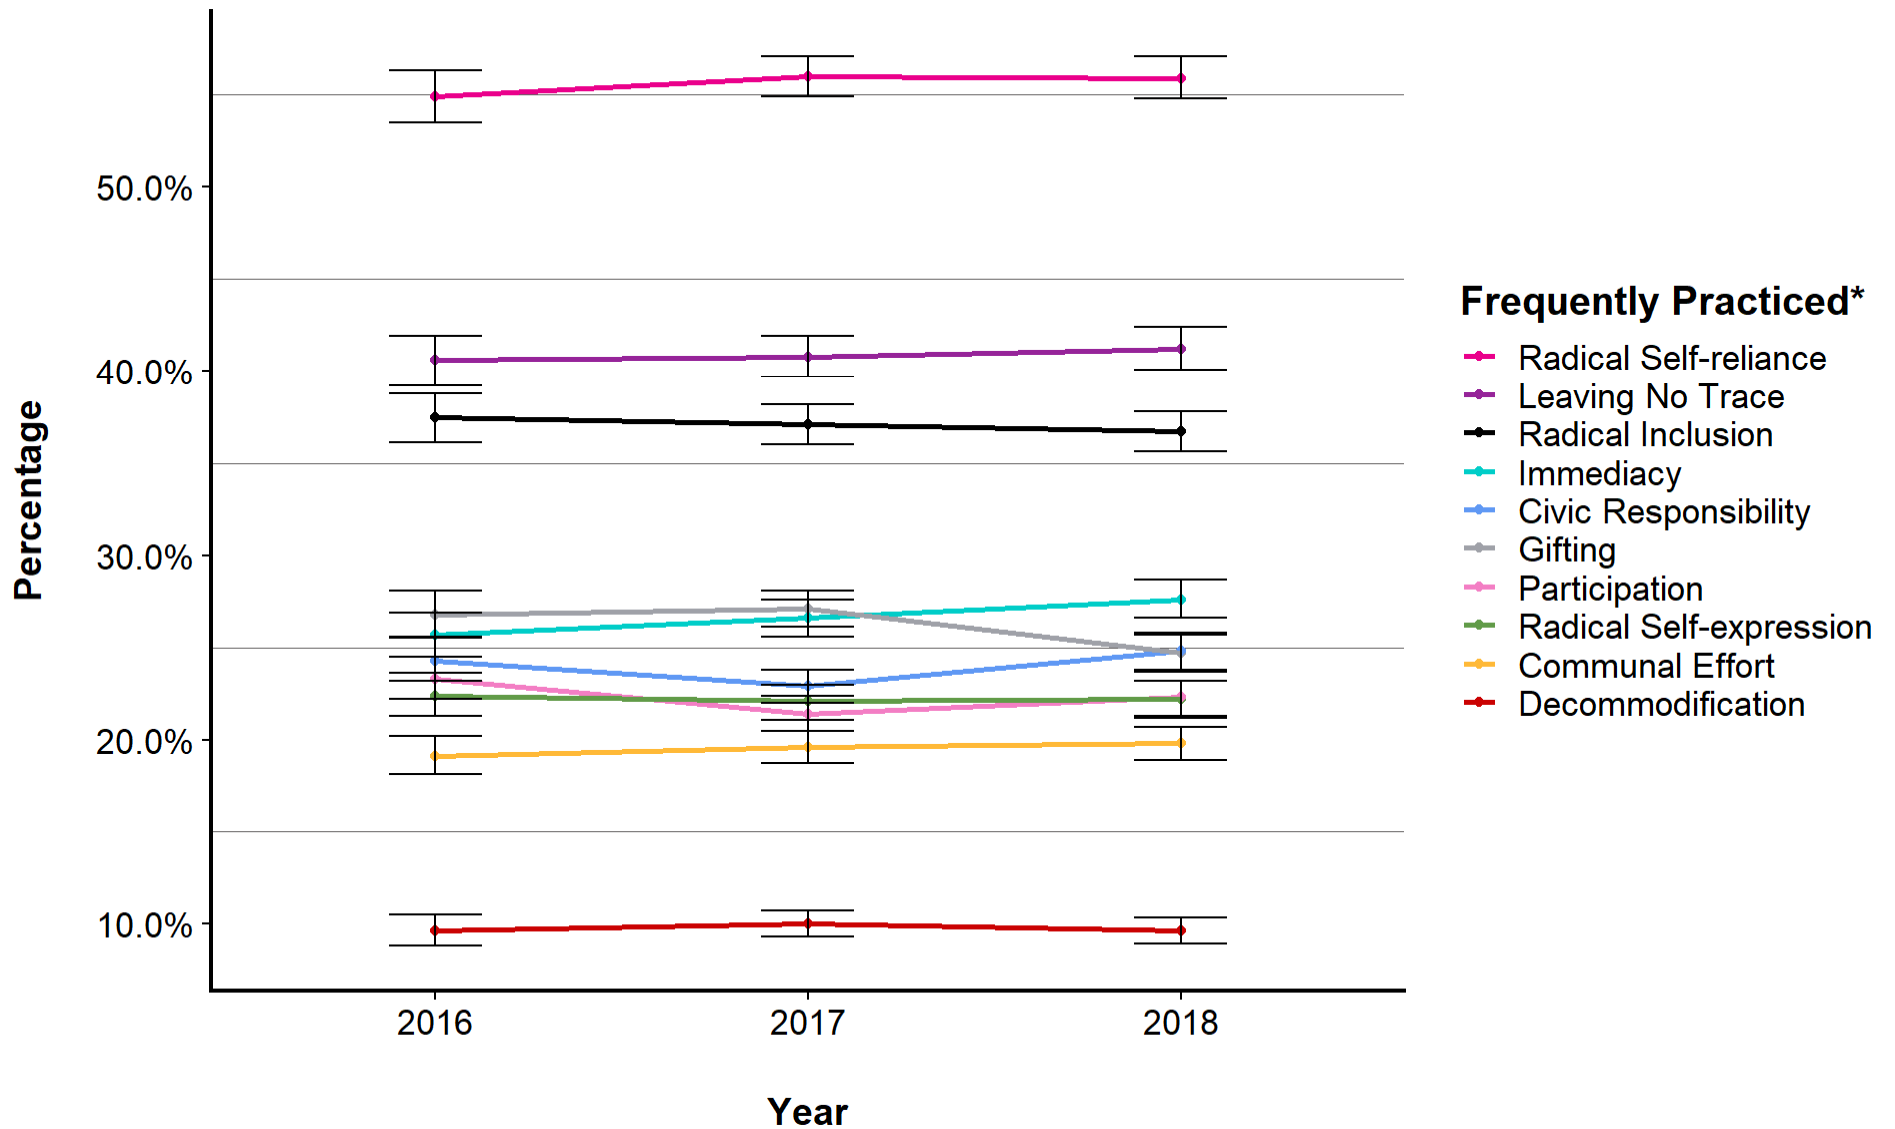 50.0%
40.0%
30.0%
20.0%
10.0%
Percentage
2016
2017
2018
Year
Frequently Practiced*
Radical Self-reliance
Leaving No Trace
Radical Inclusion
Immediacy
Civic Responsibility
Gifting
Participation
Radical Self-expression
Communal Effort
Decommodification